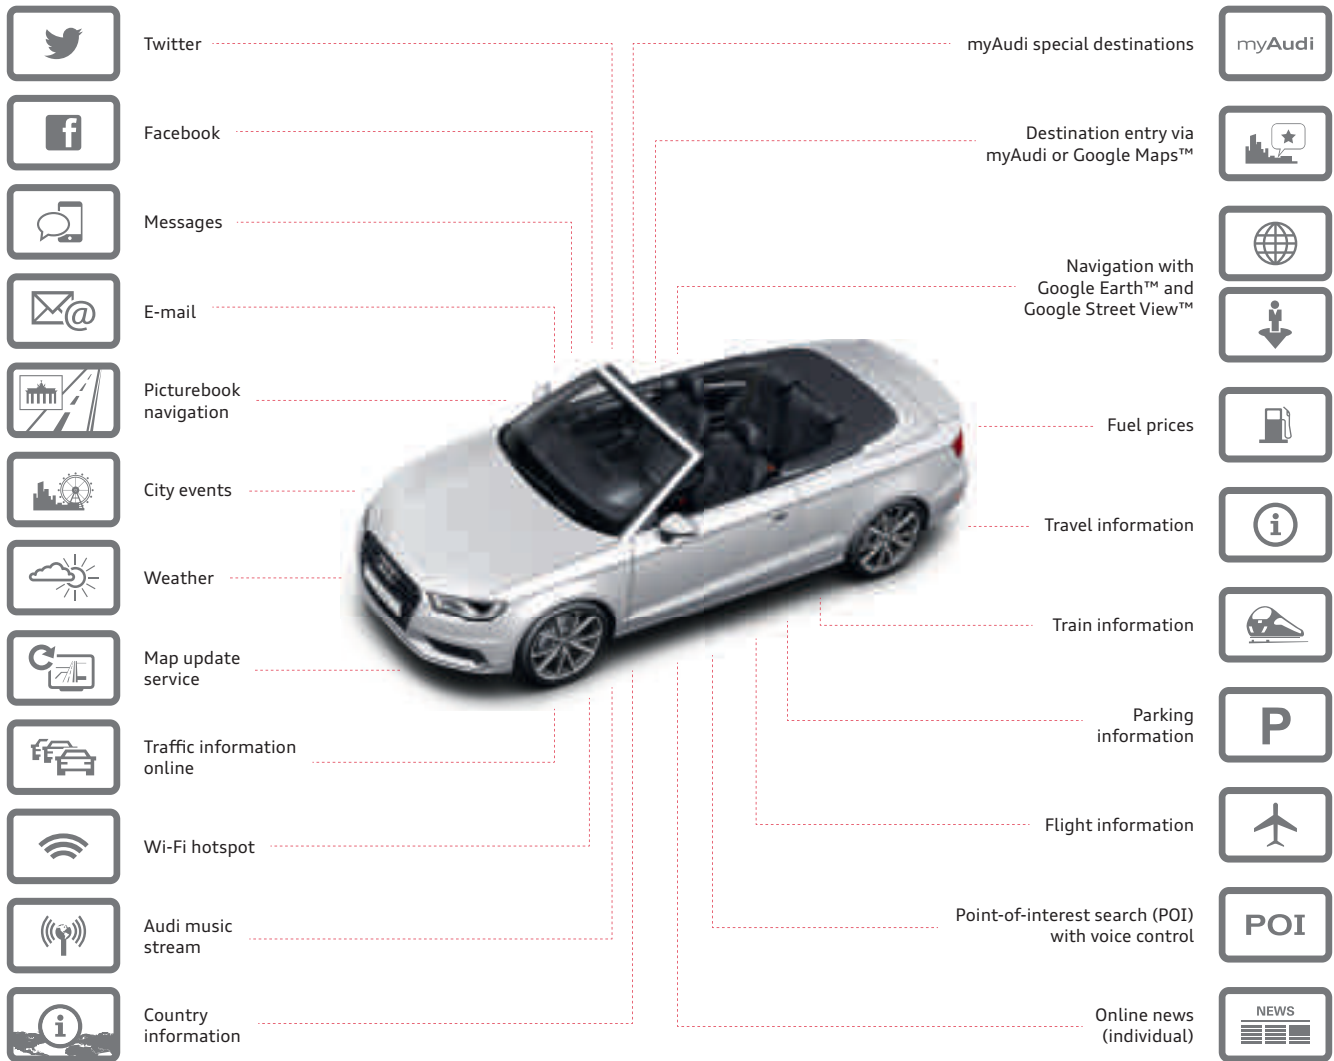 Twitter
Facebook
Messages
E-mail
@
Picturebook
navigation
City events
Weather
Map update
service
Traffic information
online
Wi-Fi hotspot
Audi music
stream
Country
information
myAudi special destinations
myAudi
Destination entry via
myAudi or Google Maps™
Navigation with
Google Earth™ and
Google Street View™
Fuel prices
Travel information
Train information
Parking
information
P
Flight information
Point-of-interest search (POI)
with voice control
POI
Online news
(individual)
NEWS